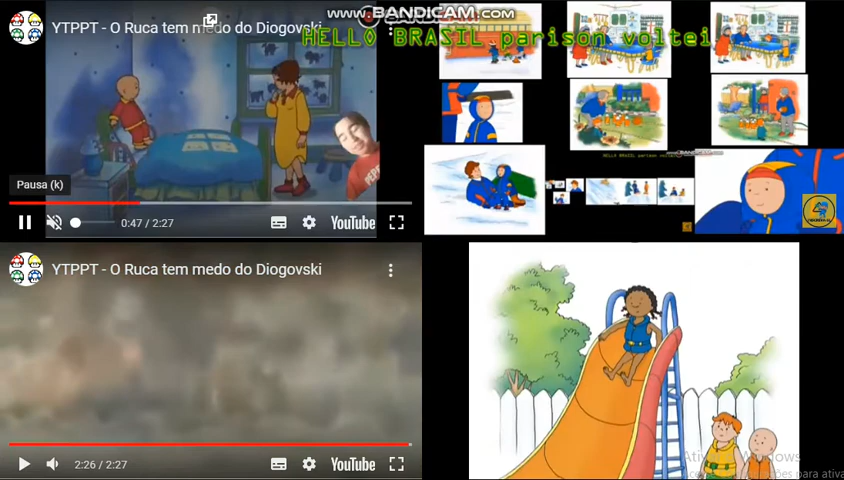 www.BANDICAM.com
YTPPT - O Ruca tem medo do Diogovski
HELLO BRASIL parison voltei
Pausa (k)
0:47 / 2:27
YouTube
YTPPT - O Ruca tem medo do Diogovski
2:26 / 2:27
YouTube